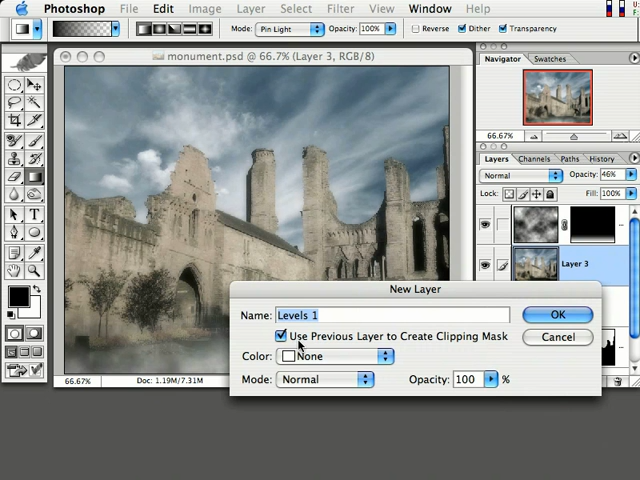 Photoshop File Edit Image Layer Select Filter View Window Help
Mode: Pin Light Opacity: 100% Reverse Dither Transparency
monument.psd @ 66.7% (Layer 3, RGB/8)
Navigator Swatches
66.67%
Layers Channels Paths History
Normal Opacity: 46%
Lock: Fill: 100%
Layer 3
New Layer
Name: Levels 1 OK
Use Previous Layer to Create Clipping Mask Cancel
Color: None
Mode: Normal Opacity: 100 %
66.67% Doc: 1.19M/7.31M